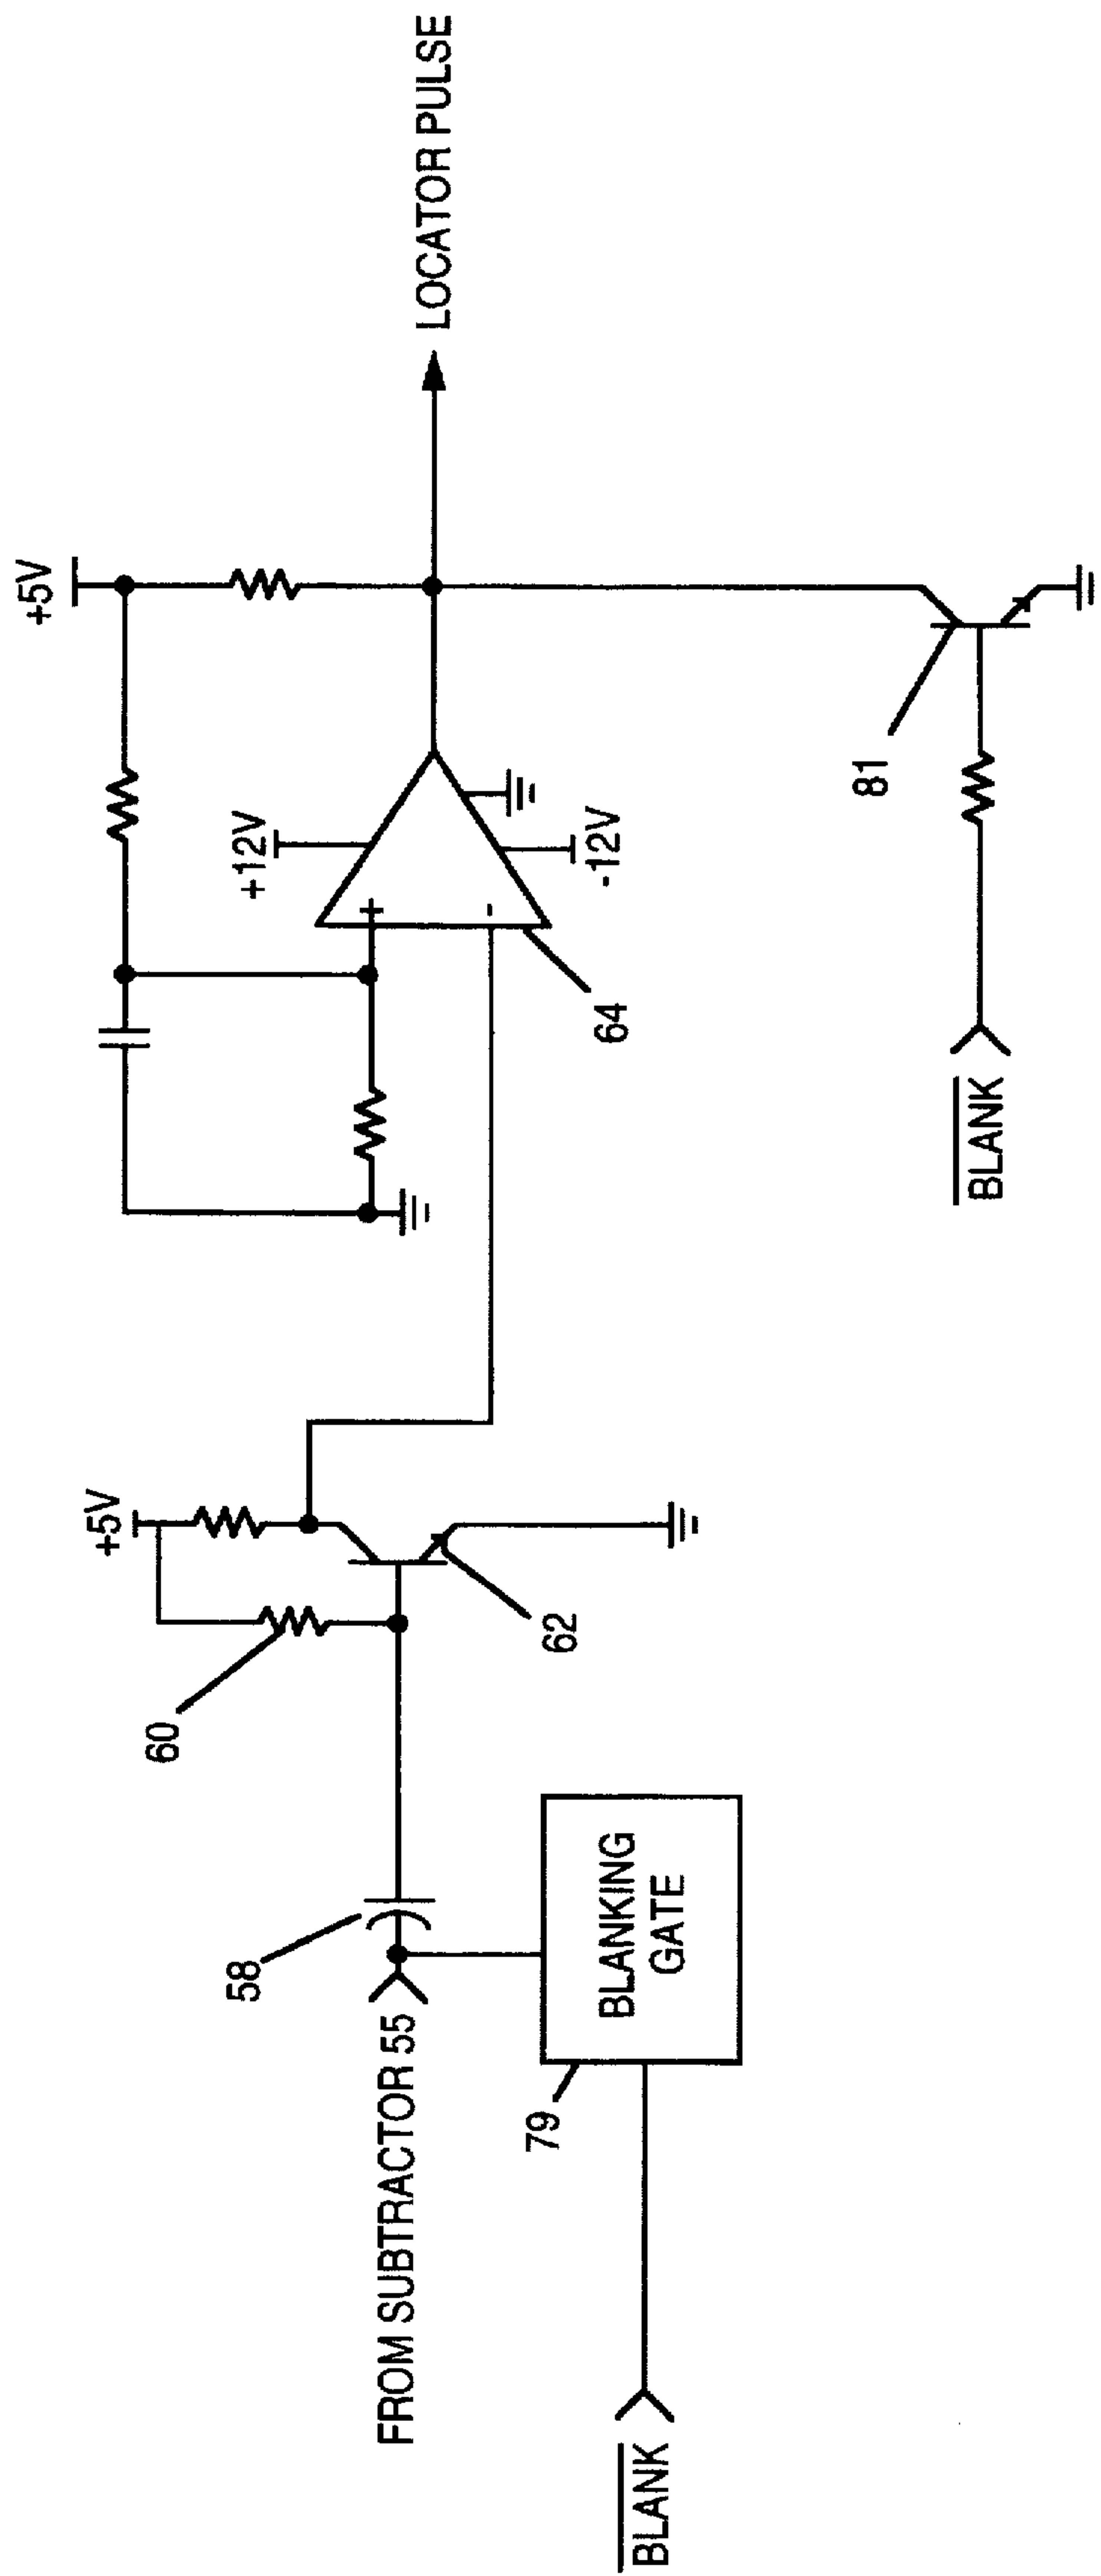 +5V
LOCATOR PULSE
+12V
+
-
-12V
64
81
BLANK
+5V
60
62
58
FROM SUBTRACTOR 55
BLANKING
GATE
79
BLANK